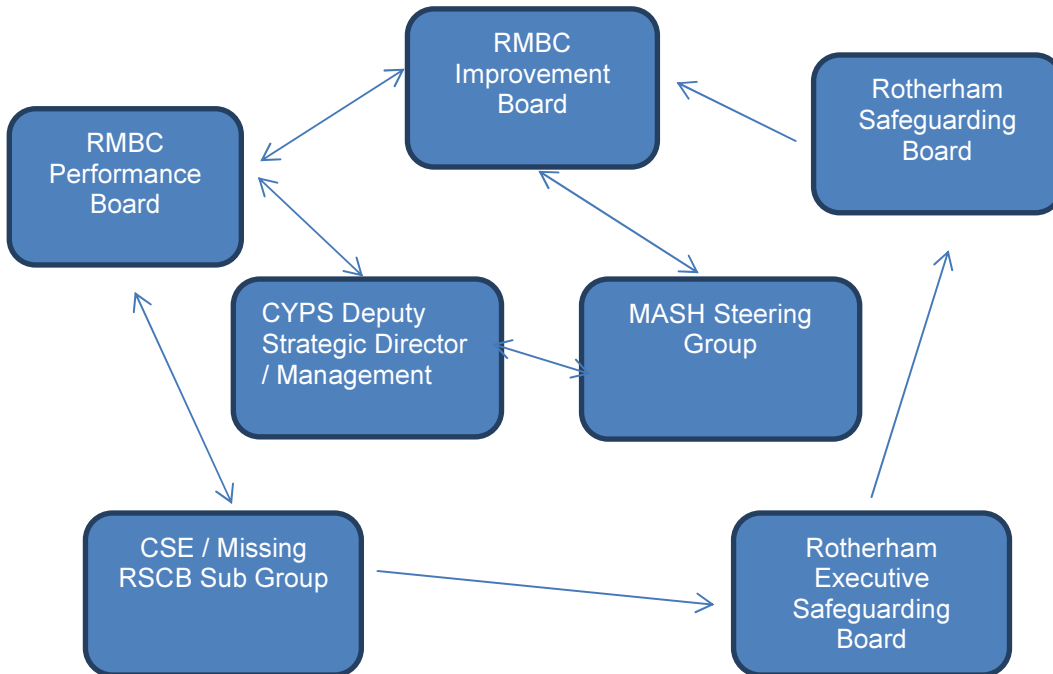 RMBC
Improvement
Board
Rotherham
Safeguarding
Board
RMBC
Performance
Board
CYPS Deputy
Strategic Director
/ Management
MASH Steering
Group
CSE / Missing
RSCB Sub Group
Rotherham
Executive
Safeguarding
Board